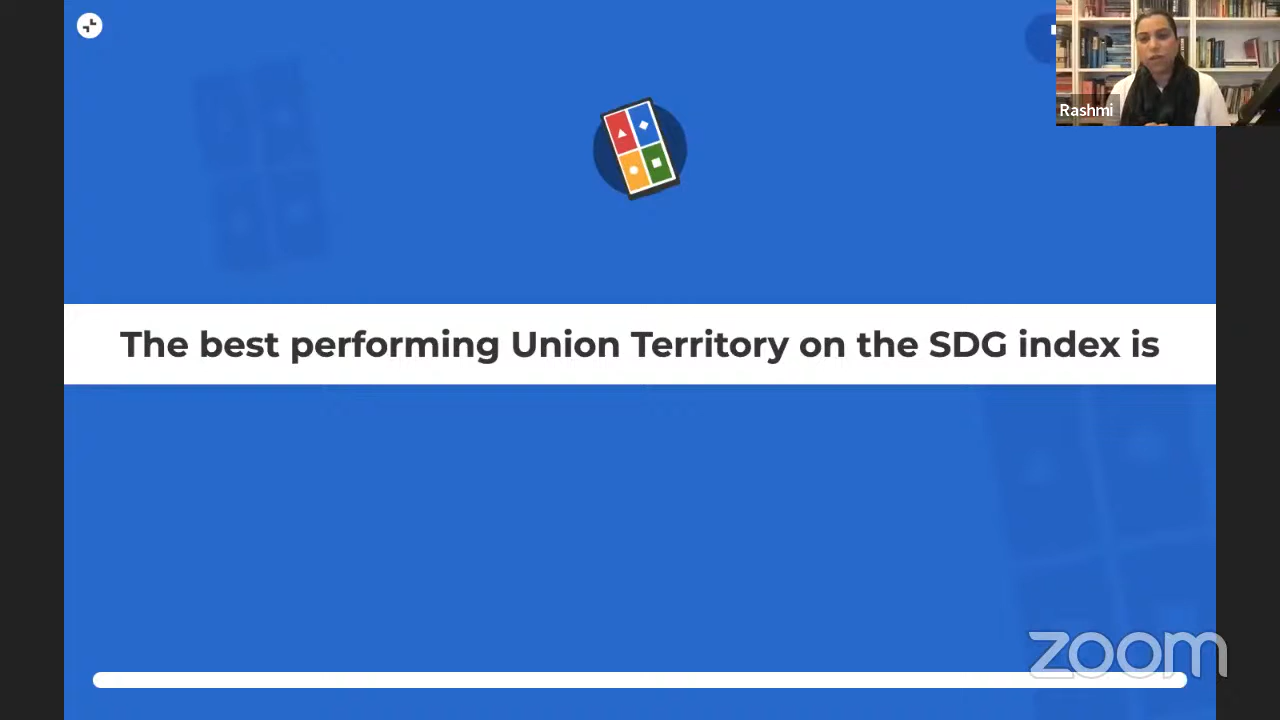 Rashmi
The best performing Union Territory on the SDG index is
zoom